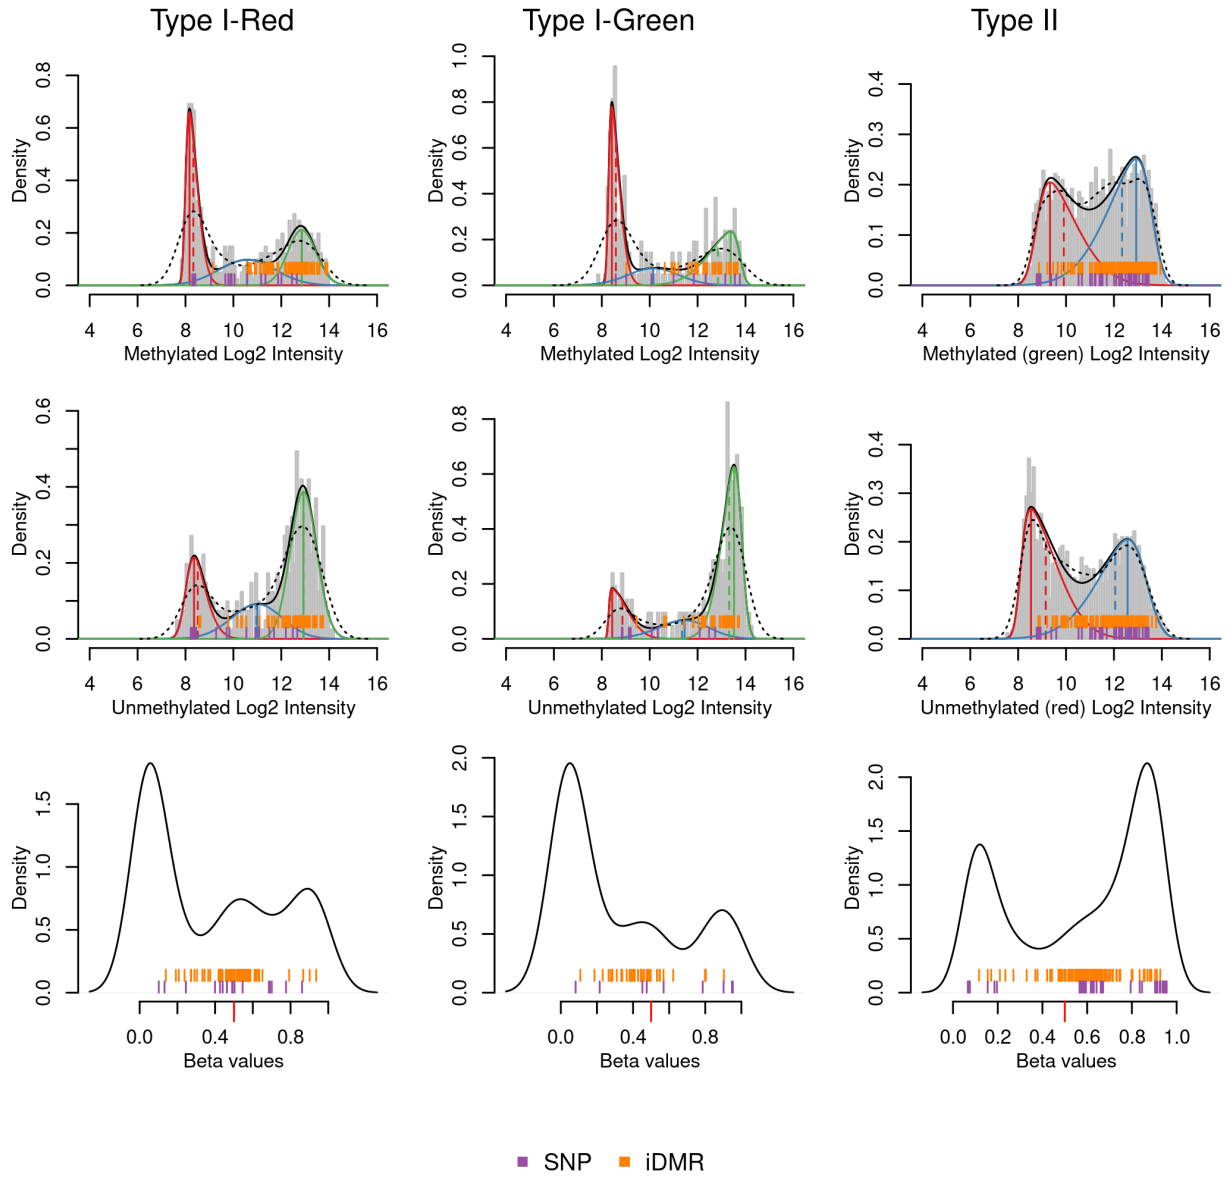 Type I-Red
Type I-Green
Type II
Density
0.0 0.2 0.4 0.6 0.8
4 6 8 10 12 14 16
Methylated Log2 Intensity
Density
0.0 0.2 0.4 0.6 0.8 1.0
4 6 8 10 12 14 16
Methylated Log2 Intensity
Density
0.0 0.1 0.2 0.3 0.4
4 6 8 10 12 14 16
Methylated (green) Log2 Intensity
Density
0.0 0.2 0.4 0.6
4 6 8 10 12 14 16
Unmethylated Log2 Intensity
Density
0.0 0.2 0.4 0.6 0.8
4 6 8 10 12 14 16
Unmethylated Log2 Intensity
Density
0.0 0.1 0.2 0.3 0.4
4 6 8 10 12 14 16
Unmethylated (red) Log2 Intensity
Density
0.0 0.5 1.0 1.5
0.0 0.4 0.8
Beta values
Density
0.0 0.5 1.0 1.5 2.0
0.0 0.4 0.8
Beta values
Density
0.0 0.5 1.0 1.5 2.0
0.0 0.2 0.4 0.6 0.8 1.0
Beta values
SNP iDMR